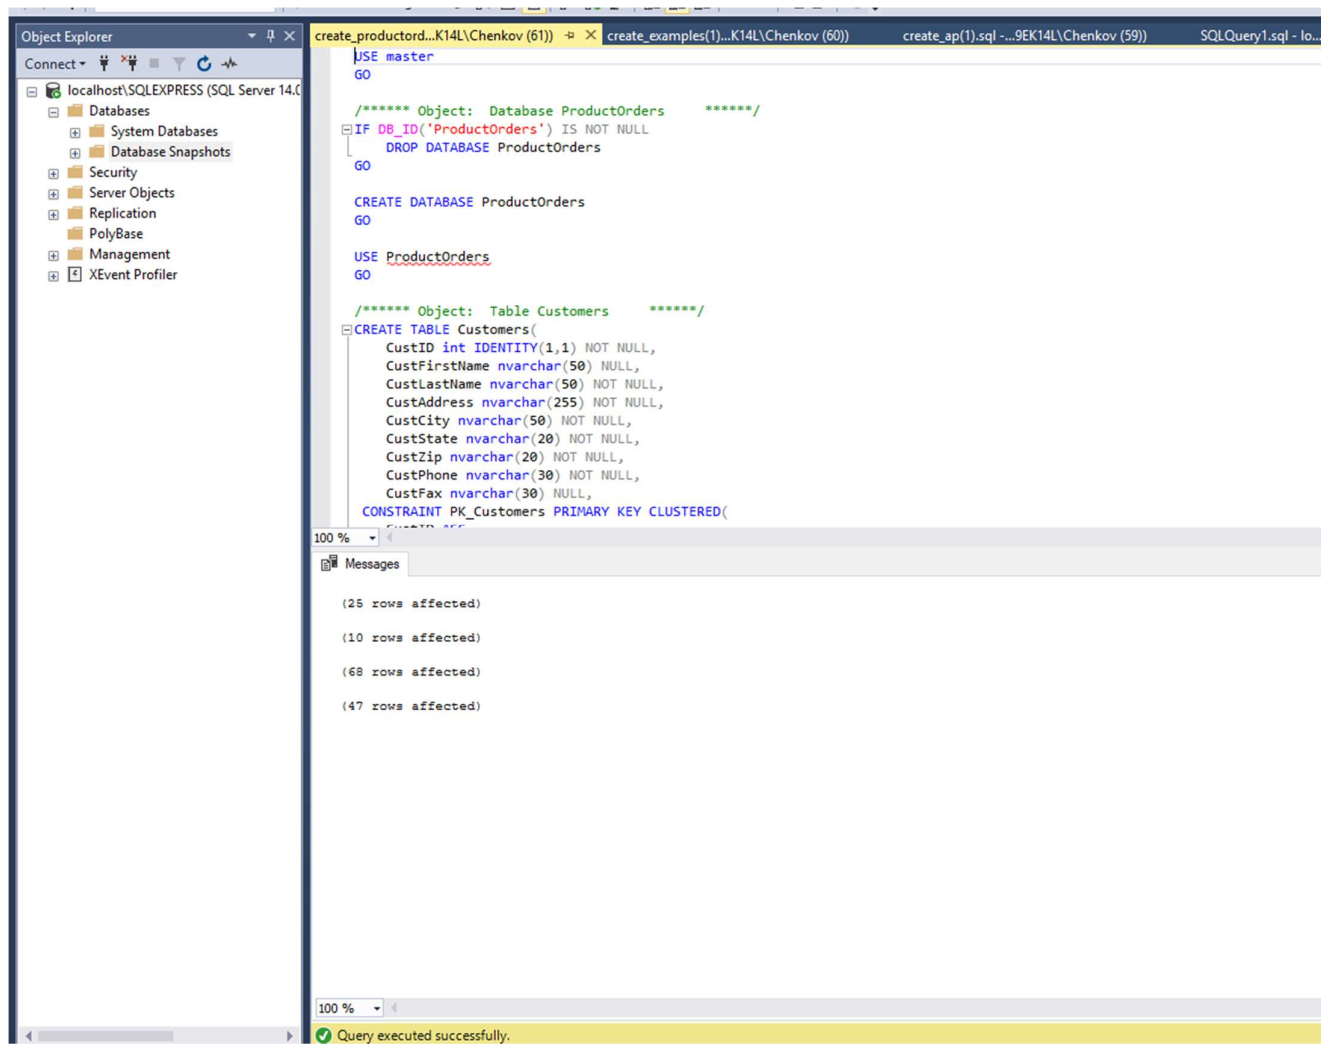 Object Explorer
Connect
localhost\SQLEXPRESS (SQL Server 14.0
Databases
System Databases
Database Snapshots
Security
Server Objects
Replication
PolyBase
Management
XEvent Profiler
create_productord...K14L\Chenkov (61)) create_examples(1)...K14L\Chenkov (60)) create_ap(1).sql -...9EK14L\Chenkov (59)) SQLQuery1.sql - lo...
USE master
GO
/****** Object:  Database ProductOrders     ******/
IF DB_ID('ProductOrders') IS NOT NULL
DROP DATABASE ProductOrders
GO
CREATE DATABASE ProductOrders
GO
USE ProductOrders
GO
/****** Object:  Table Customers     ******/
CREATE TABLE Customers(
CustID int IDENTITY(1,1) NOT NULL,
CustFirstName nvarchar(50) NULL,
CustLastName nvarchar(50) NOT NULL,
CustAddress nvarchar(255) NOT NULL,
CustCity nvarchar(50) NOT NULL,
CustState nvarchar(20) NOT NULL,
CustZip nvarchar(20) NOT NULL,
CustPhone nvarchar(30) NOT NULL,
CustFax nvarchar(30) NULL,
CONSTRAINT PK_Customers PRIMARY KEY CLUSTERED(
100 %
Messages
(25 rows affected)
(10 rows affected)
(68 rows affected)
(47 rows affected)
100 %
Query executed successfully.